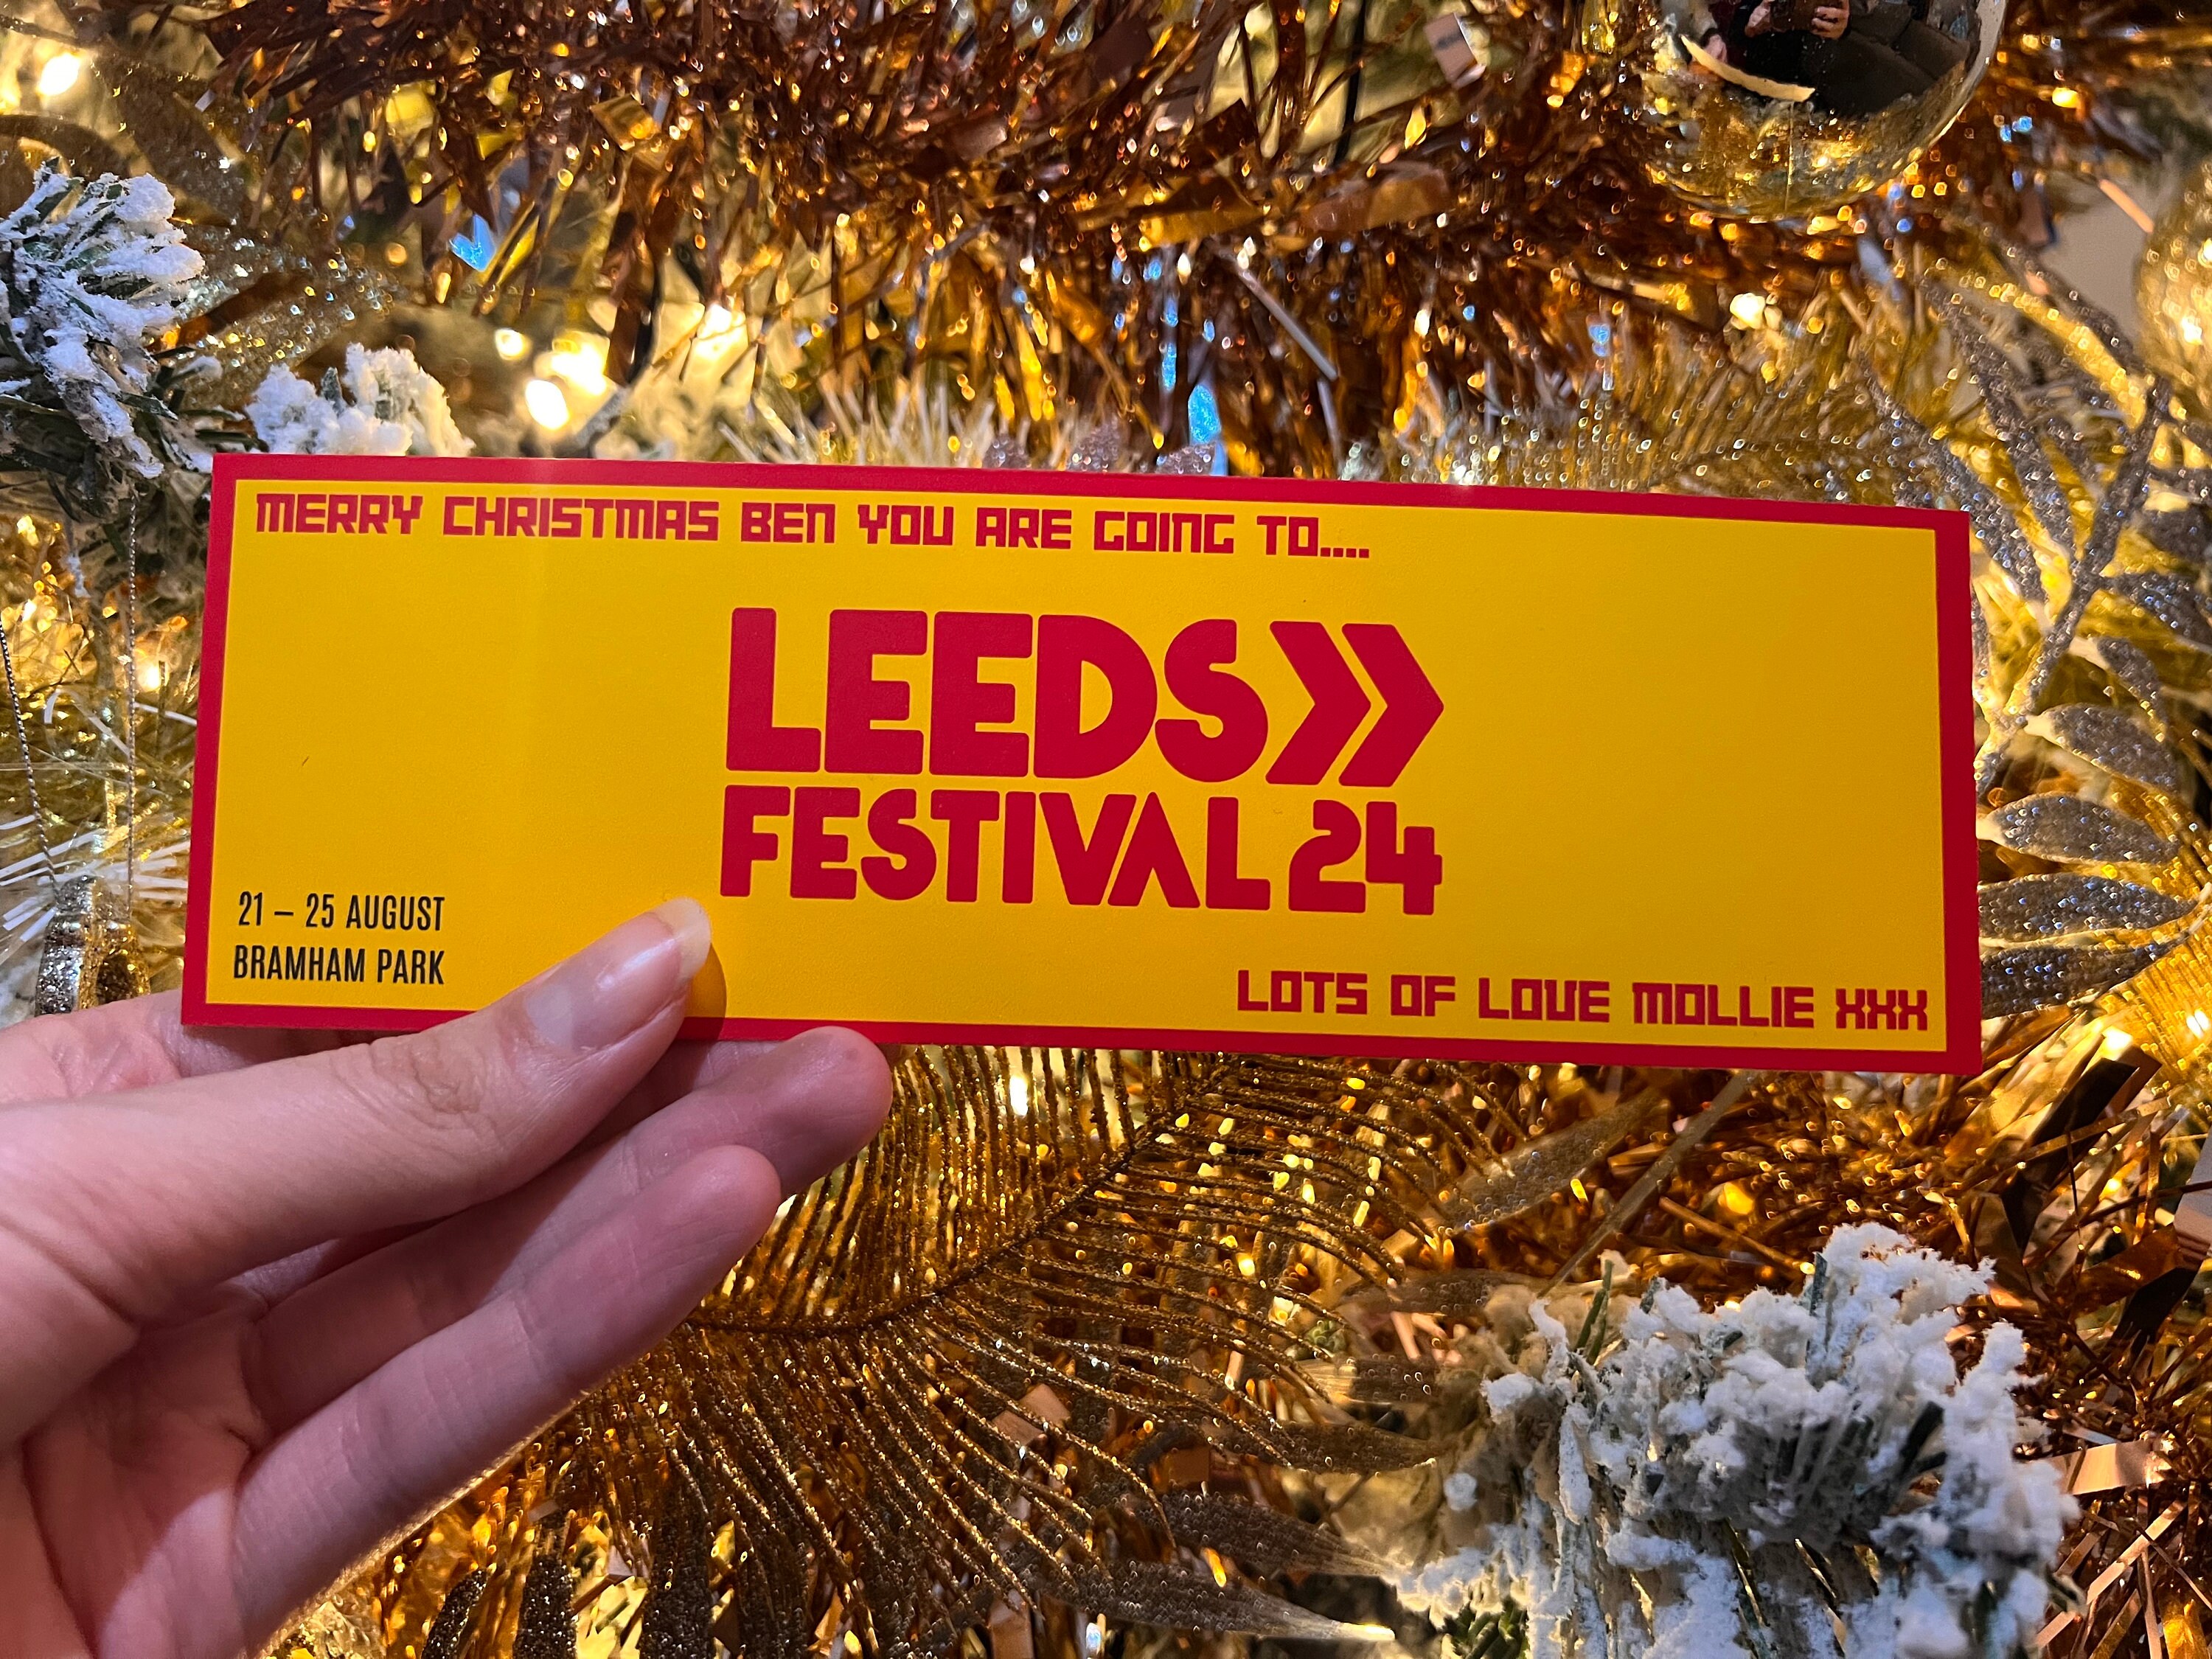 MERRY CHRISTMAS BEN YOU ARE GOING TO....
LEEDS
FESTIVAL 24
21 – 25 AUGUST
BRAMHAM PARK
LOTS OF LOVE MOLLIE XXX